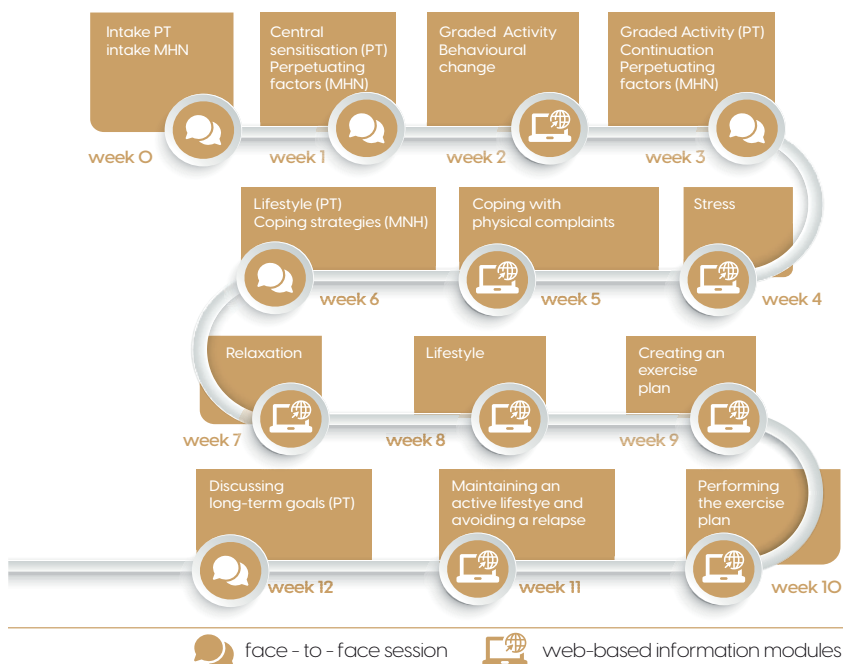 Intake PT
intake MHN
week 0
Central
sensitisation (PT)
Perpetuating
factors (MHN)
week 1
Graded Activity
Behavioural
change
week 2
Graded Activity (PT)
Continuation
Perpetuating
factors (MHN)
week 3
Stress
week 4
Coping with
physical complaints
week 5
Lifestyle (PT)
Coping strategies (MNH)
week 6
Relaxation
week 7
Lifestyle
week 8
Creating an
exercise
plan
week 9
Performing
the exercise
plan
week 10
Maintaining an
active lifestye and
avoiding a relapse
week 11
Discussing
long-term goals (PT)
week 12
face - to - face session
web-based information modules